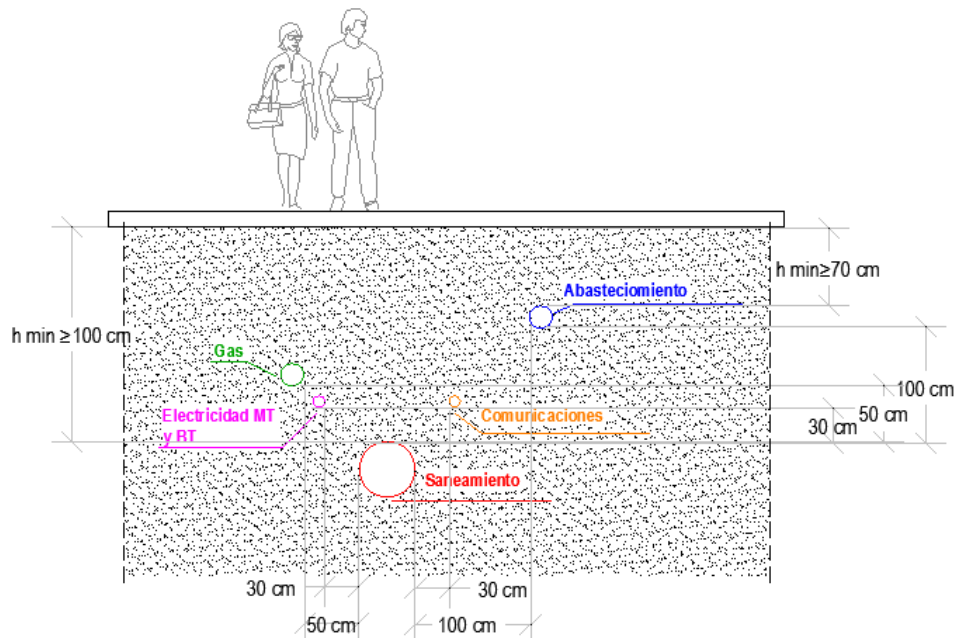 h min≥70 cm
Abasteciomiento
h min ≥100 cm
Gas
100 cm
Electricidad MT
y BT
Comunicaciones
50 cm
30 cm
Saneamiento
30 cm
30 cm
50 cm
100 cm